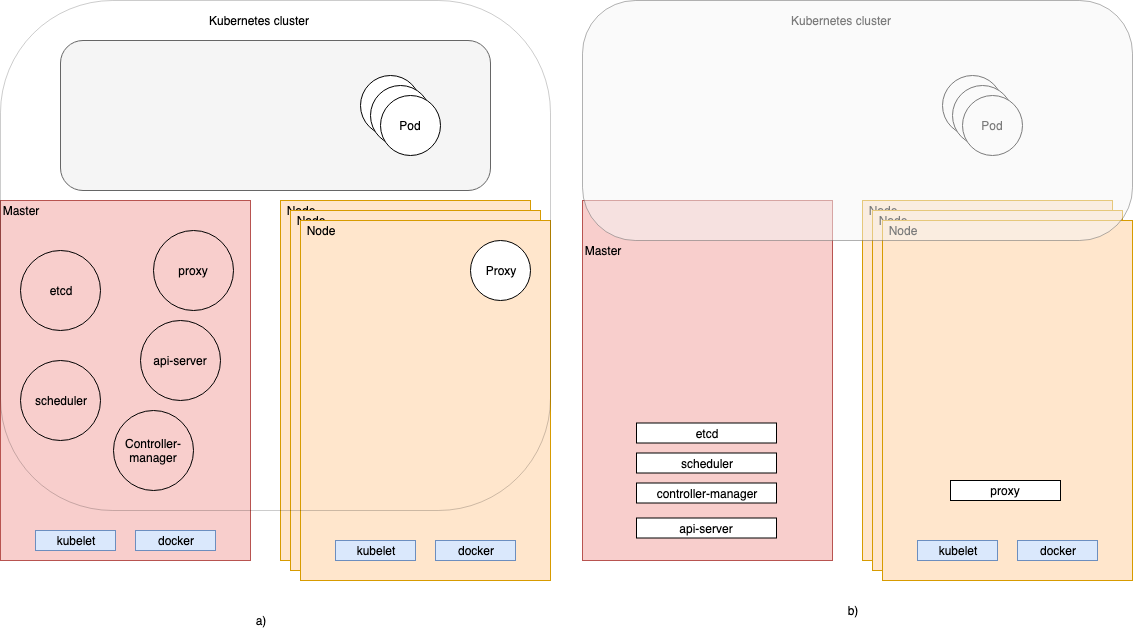 Kubernetes cluster
Pod
Master
etcd
proxy
api-server
scheduler
Controller-
manager
kubelet
docker
Node
Node
Node
Proxy
kubelet
docker
a)
Kubernetes cluster
Pod
Master
etcd
scheduler
controller-manager
api-server
Node
Node
Node
proxy
kubelet
docker
b)